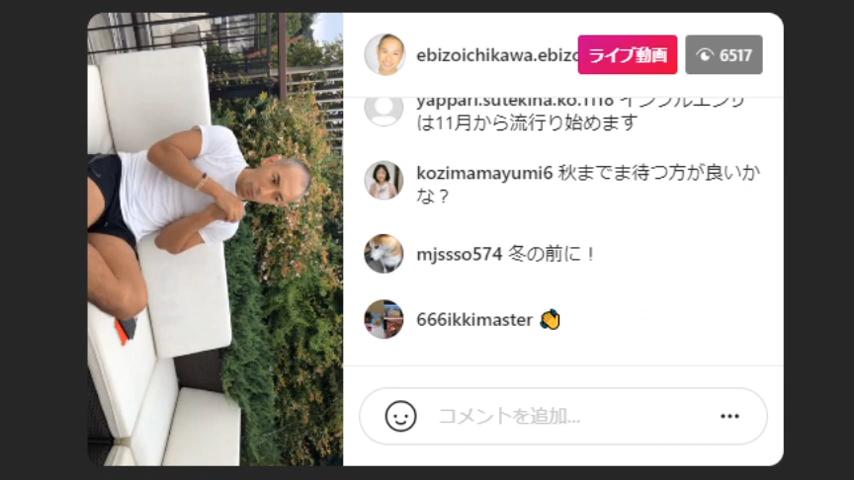 ebizoichikawa.ebizo
ライブ動画
6517
yappari.sutekina.ko.1118 インフルエンザ
は11月から流行り始めます
kozimamayumi6 秋までま待つ方が良いか
な？
mjssso574 冬の前に！
666ikkimaster 👏
コメントを追加...